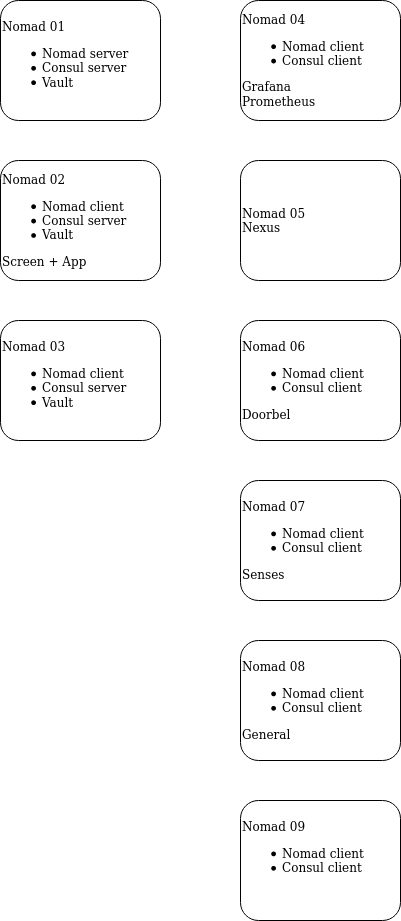 Nomad 01
• Nomad server
• Consul server
• Vault
Nomad 02
• Nomad client
• Consul server
• Vault
Screen + App
Nomad 03
• Nomad client
• Consul server
• Vault
Nomad 04
• Nomad client
• Consul client
Grafana
Prometheus
Nomad 05
Nexus
Nomad 06
• Nomad client
• Consul client
Doorbel
Nomad 07
• Nomad client
• Consul client
Senses
Nomad 08
• Nomad client
• Consul client
General
Nomad 09
• Nomad client
• Consul client